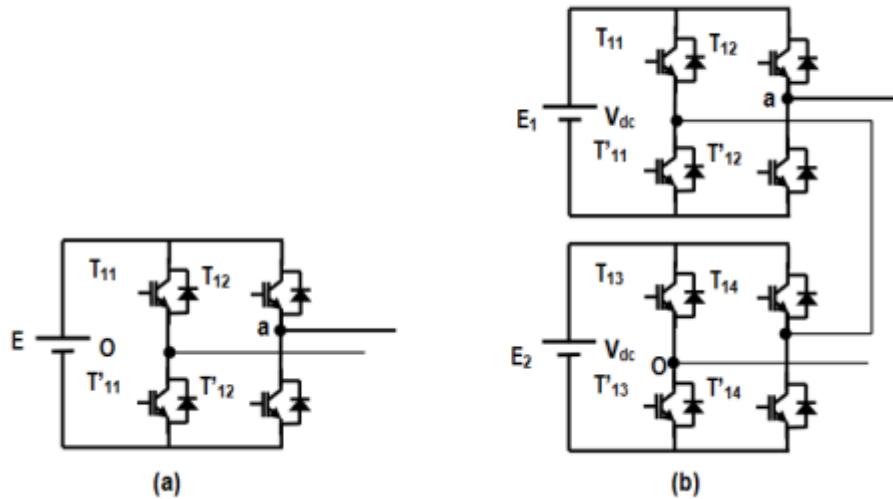 T11 T12
a
E1 Vdc
T'11 T'12
T13 T14
E2 Vdc
O
T'13 T'14
(b)
T11 T12
a
E O
T'11 T'12
(a)